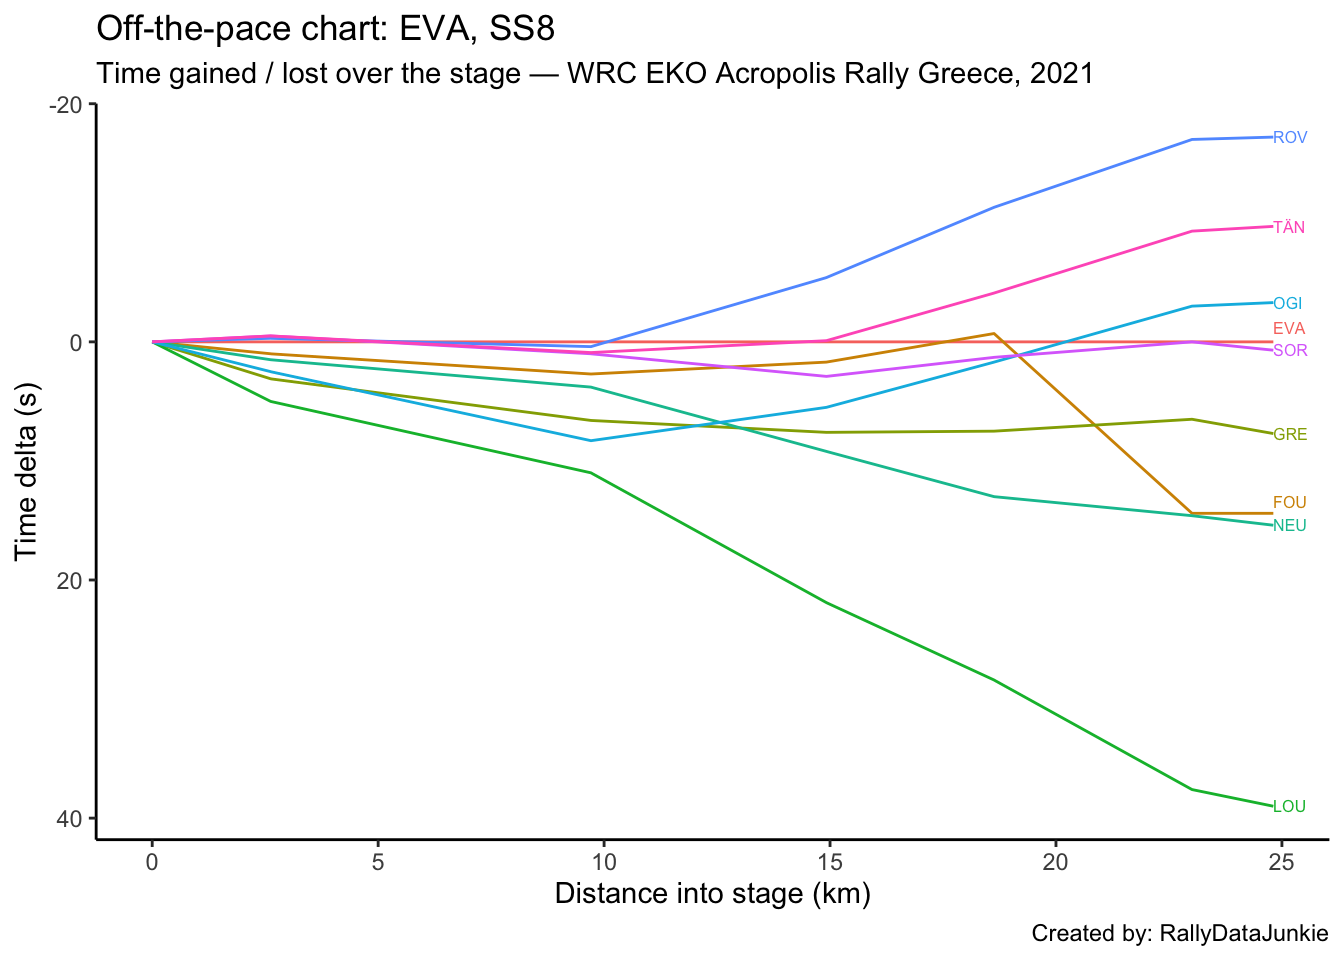 Off-the-pace chart: EVA, SS8
Time gained / lost over the stage — WRC EKO Acropolis Rally Greece, 2021
-20
0
20
40
Time delta (s)
ROV
TÄN
OGI
EVA
SOR
GRE
FOU
NEU
LOU
0 5 10 15 20 25
Distance into stage (km)
Created by: RallyDataJunkie